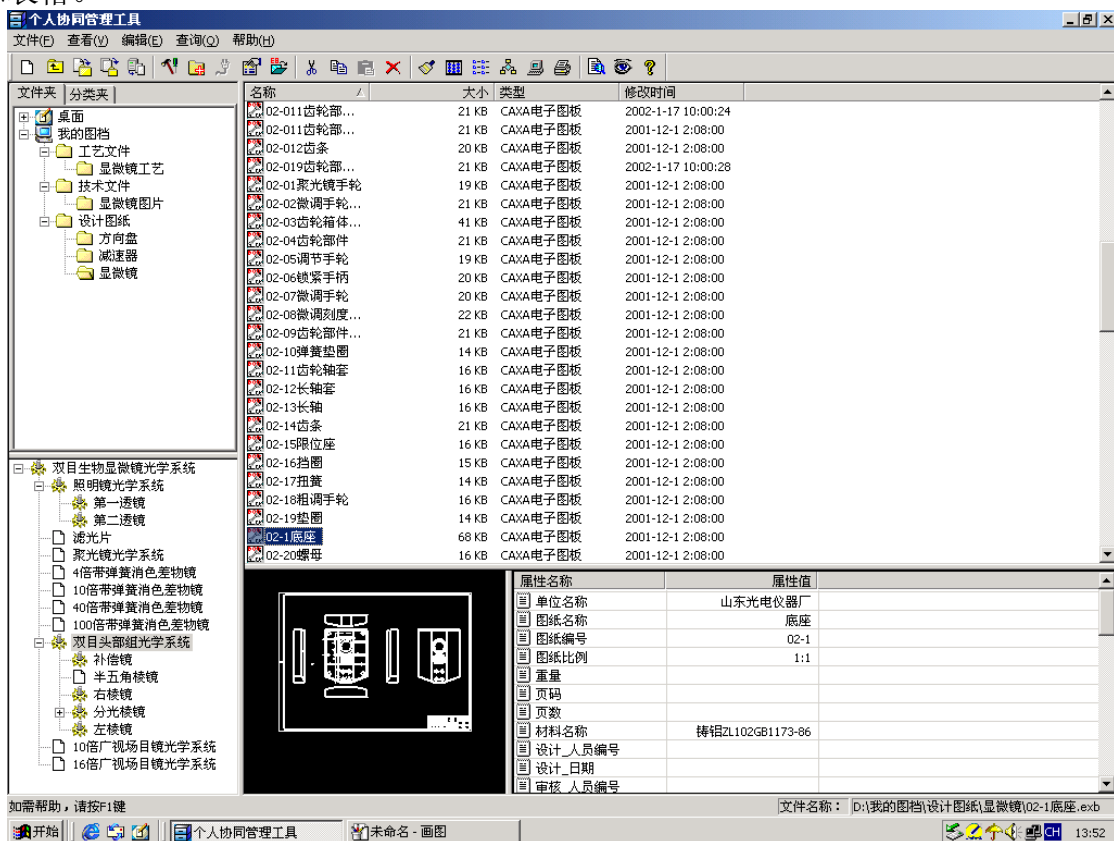 表格。
个人协同管理工具
文件(F) 查看(V) 编辑(E) 查询(Q) 帮助(H)
文件夹 分类夹
桌面
我的图档
工艺文件
显微镜工艺
技术文件
显微镜图片
设计图纸
方向盘
减速器
显微镜
名称 大小 类型 修改时间
02-011齿轮部... 21 KB CAXA电子图板 2002-1-17 10:00:24
02-011齿轮部... 21 KB CAXA电子图板 2001-12-1 2:08:00
02-012齿条 20 KB CAXA电子图板 2001-12-1 2:08:00
02-019齿轮部... 21 KB CAXA电子图板 2002-1-17 10:00:28
02-01聚光镜手轮 19 KB CAXA电子图板 2001-12-1 2:08:00
02-02微调手轮... 21 KB CAXA电子图板 2001-12-1 2:08:00
02-03齿轮箱体... 41 KB CAXA电子图板 2001-12-1 2:08:00
02-04齿轮部件 21 KB CAXA电子图板 2001-12-1 2:08:00
02-05调节手轮 19 KB CAXA电子图板 2001-12-1 2:08:00
02-06锁紧手柄 20 KB CAXA电子图板 2001-12-1 2:08:00
02-07微调手轮 20 KB CAXA电子图板 2001-12-1 2:08:00
02-08微调刻度... 22 KB CAXA电子图板 2001-12-1 2:08:00
02-09齿轮部件... 21 KB CAXA电子图板 2001-12-1 2:08:00
02-10弹簧垫圈 14 KB CAXA电子图板 2001-12-1 2:08:00
02-11齿轮轴套 16 KB CAXA电子图板 2001-12-1 2:08:00
02-12长轴套 16 KB CAXA电子图板 2001-12-1 2:08:00
02-13长轴 16 KB CAXA电子图板 2001-12-1 2:08:00
02-14齿条 21 KB CAXA电子图板 2001-12-1 2:08:00
02-15限位座 16 KB CAXA电子图板 2001-12-1 2:08:00
02-16挡圈 15 KB CAXA电子图板 2001-12-1 2:08:00
02-17扭簧 14 KB CAXA电子图板 2001-12-1 2:08:00
02-18粗调手轮 16 KB CAXA电子图板 2001-12-1 2:08:00
02-19垫圈 14 KB CAXA电子图板 2001-12-1 2:08:00
02-1底座 68 KB CAXA电子图板 2001-12-1 2:08:00
02-20螺母 16 KB CAXA电子图板 2001-12-1 2:08:00
双目生物显微镜光学系统
照明镜光学系统
第一透镜
第二透镜
滤光片
聚光镜光学系统
4倍带弹簧消色差物镜
10倍带弹簧消色差物镜
40倍带弹簧消色差物镜
100倍带弹簧消色差物镜
双目头部组光学系统
补偿镜
半五角棱镜
右棱镜
分光棱镜
左棱镜
10倍广视场目镜光学系统
16倍广视场目镜光学系统
属性名称 属性值
单位名称 山东光电仪器厂
图纸名称 底座
图纸编号 02-1
图纸比例 1:1
重量
页码
页数
材料名称 铸铝ZL102GB1173-86
设计_人员编号
设计_日期
审核_人员编号
如需帮助，请按F1键 文件名称： D:\我的图档\设计图纸\显微镜\02-1底座.exb
开始 个人协同管理工具 未命名 - 画图 CH 13:52